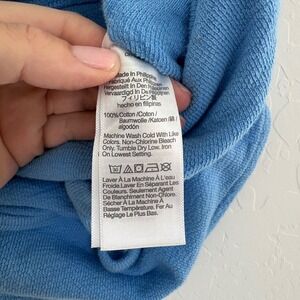 Made in Philippines
Fabriqué Aux Philippines
Hergestellt In Den Philippinen
Vervaardigd In De Filippijnen
フィリピン製
hecho en filipinas
100% Cotton /Coton /
Baumwolle /Katoen / 綿 /
algodón
Machine Wash Cold With Like
Colors. Non-Chlorine Bleach
Only. Tumble Dry Low. Iron
On Lowest Setting.
Laver À La Machine À L'eau
Froide.Laver En Séparant Les
Couleurs. Seulement Agent
De Blanchiment Non-Chlore.
Sécher À La Machine À
Basse Température. Fer Au
Réglage Le Plus Bas.